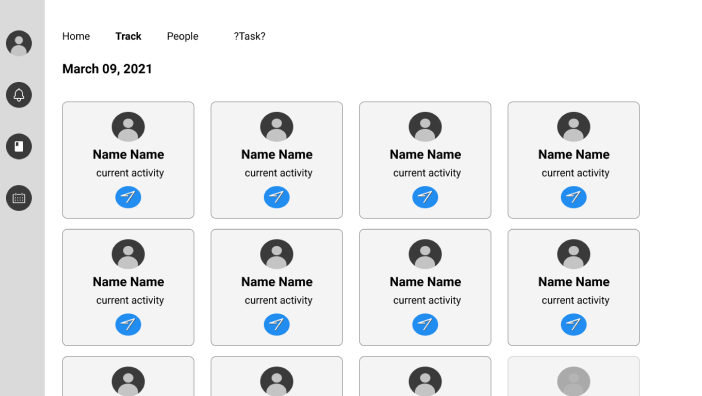 Home Track People ?Task?
March 09, 2021
Name Name Name Name Name Name Name Name
current activity current activity current activity current activity
Name Name Name Name Name Name Name Name
current activity current activity current activity current activity